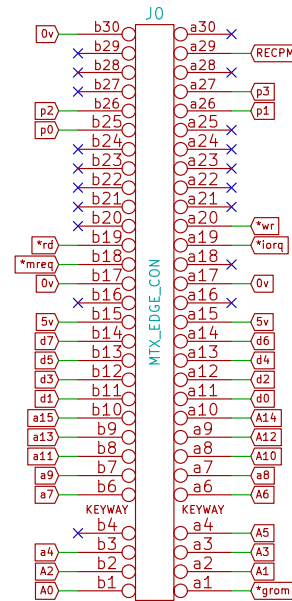 J0
0v b30 a30
b29 a29 RECPM
b28 a28
b27 a27 p3
p2 b26 a26 p1
p0 b25 a25
b24 a24
b23 a23
b22 a22
b21 a21
b20 a20 *wr
*rd b19 a19 *iorq
*mreq b18 a18
0v b17 a17 0v
b16 a16
5v b15 a15 5v
d7 b14 a14 d6
d5 b13 a13 d4
d3 b12 a12 d2
d1 b11 a11 d0
a15 b10 a10 A14
a13 b9 a9 A12
a11 b8 a8 A10
a9 b7 a7 a8
a7 b6 a6 A6
KEYWAY KEYWAY
b4 a4 A5
a4 b3 a3 A3
A2 b2 a2 A1
A0 b1 a1 *grom
MTX_EDGE_CON